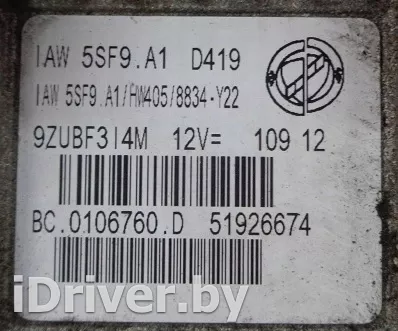 IAW 5SF9.A1 D419
IAW 5SF9.A1/HW405/8834-Y22
9ZUBF3I4M 12V= 109 12
BC.0106760.D 51926674
iDriver.by